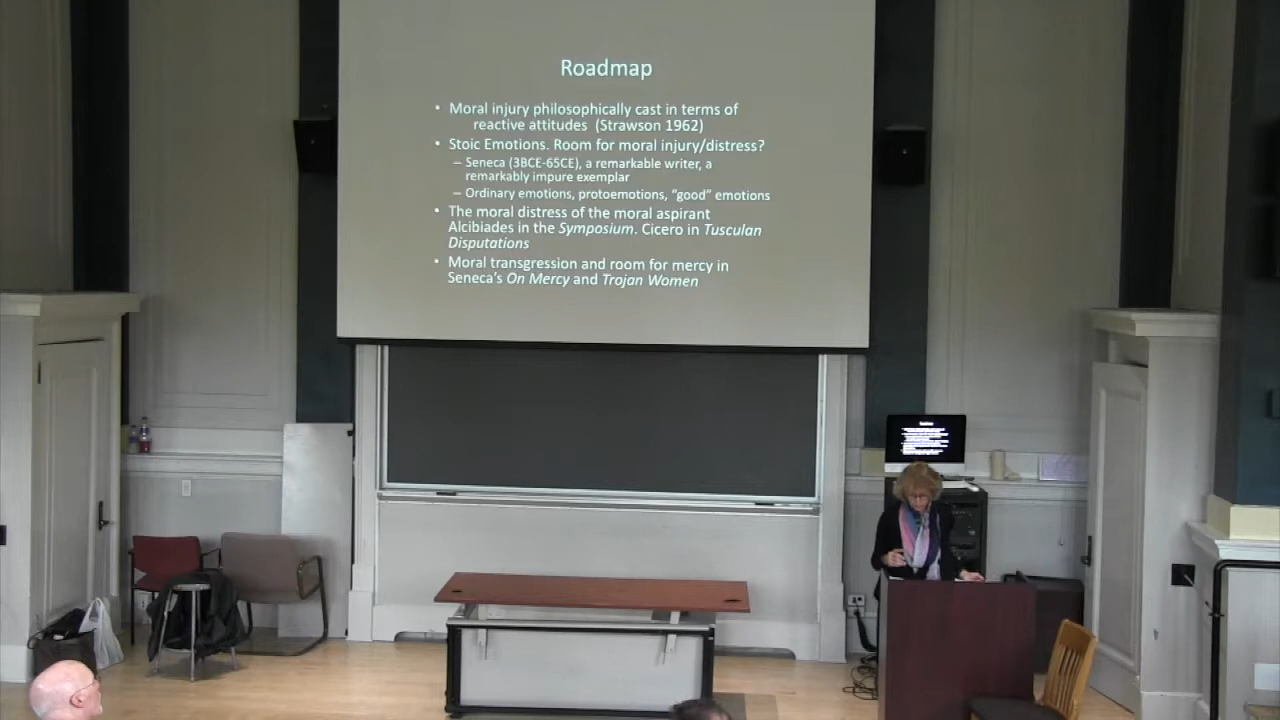 Roadmap
• Moral injury philosophically cast in terms of
reactive attitudes (Strawson 1962)
• Stoic Emotions. Room for moral injury/distress?
– Seneca (3BCE-65CE), a remarkable writer, a
remarkably impure exemplar
– Ordinary emotions, protoemotions, “good” emotions
• The moral distress of the moral aspirant
Alcibiades in the Symposium. Cicero in Tusculan
Disputations
• Moral transgression and room for mercy in
Seneca’s On Mercy and Trojan Women